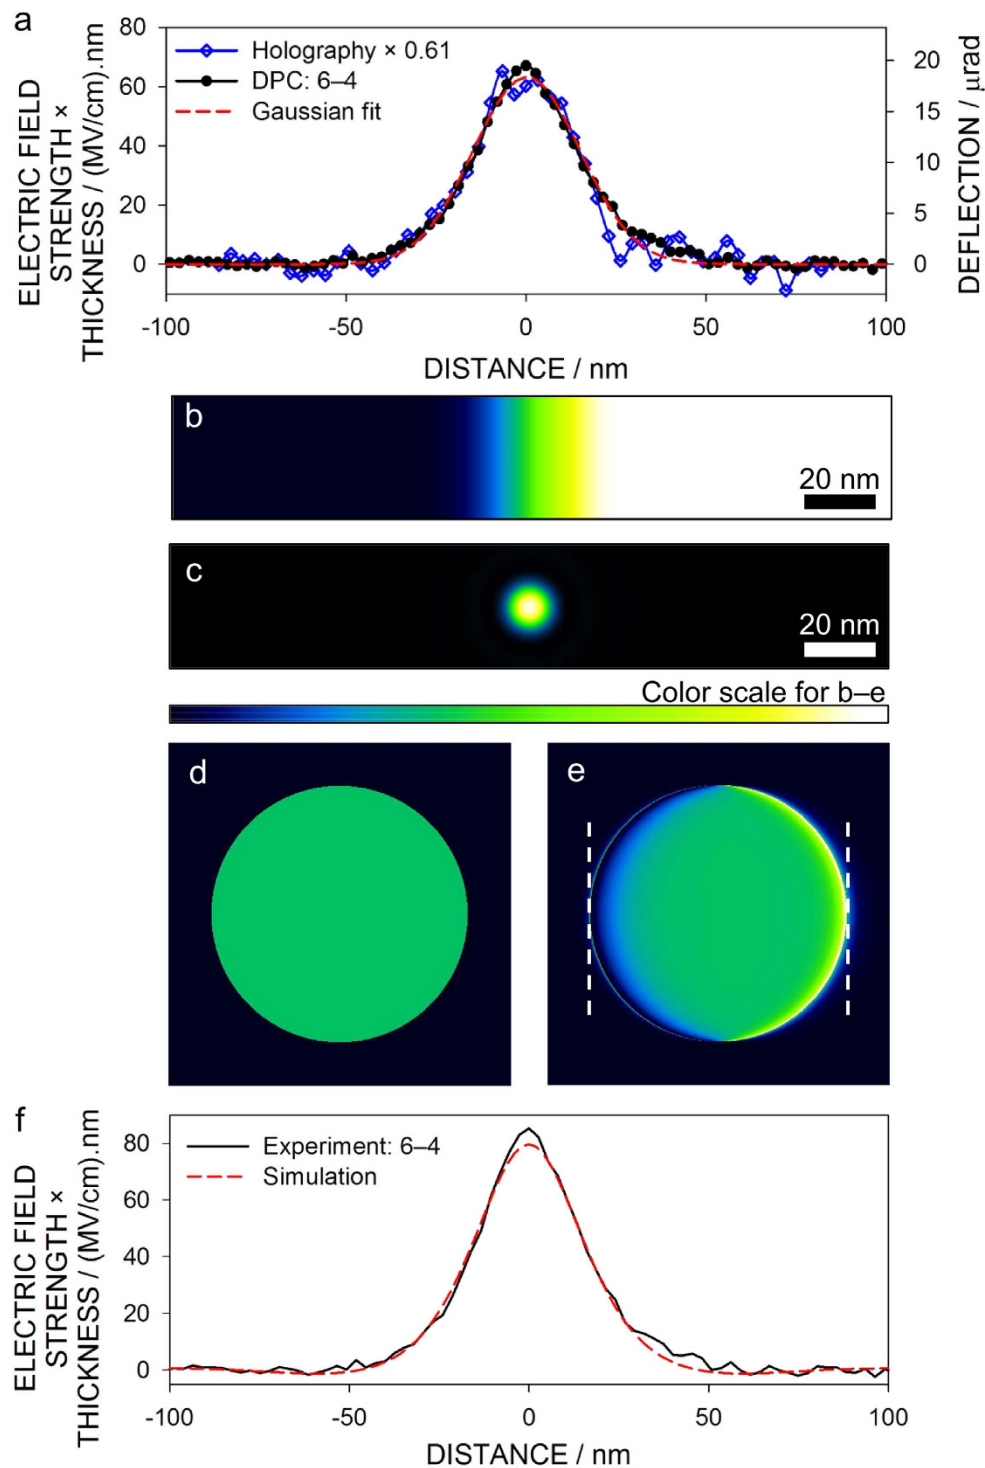 a
ELECTRIC FIELD
STRENGTH ×
THICKNESS / (MV/cm).nm
80
60
40
20
0
Holography × 0.61
DPC: 6–4
Gaussian fit
20
15
10
5
0
DEFLECTION / μrad
-100 -50 0 50 100
DISTANCE / nm
b
20 nm
c
20 nm
Color scale for b–e
d
e
f
ELECTRIC FIELD
STRENGTH ×
THICKNESS / (MV/cm).nm
80
60
40
20
0
Experiment: 6–4
Simulation
-100 -50 0 50 100
DISTANCE / nm